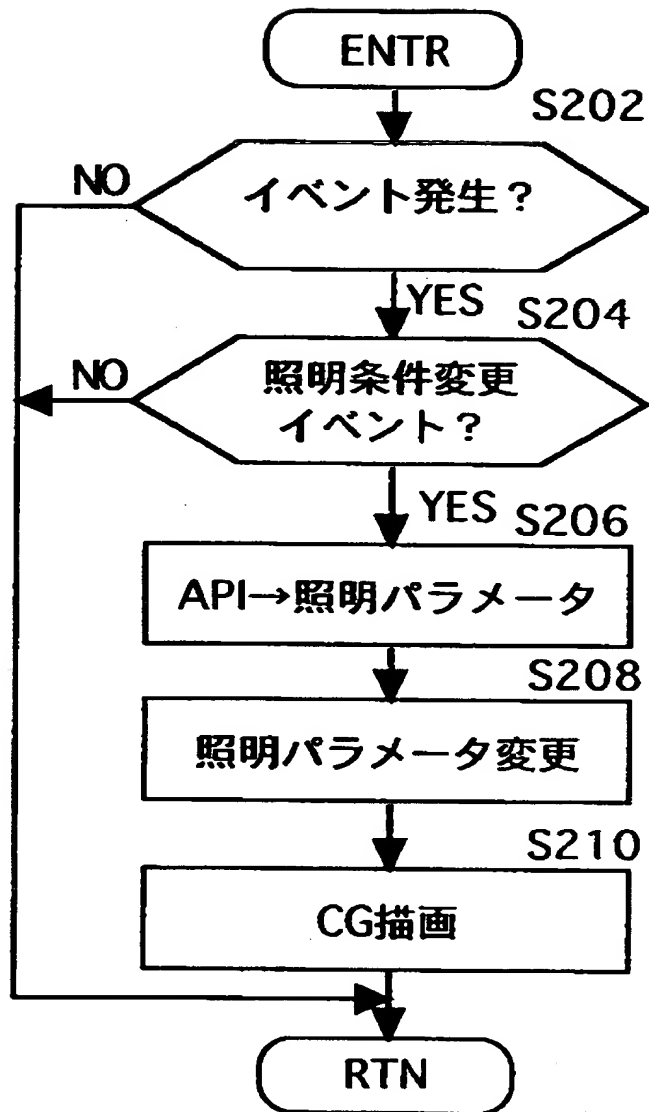 ENTR
S202
NO
イベント発生?
YES
S204
NO
照明条件変更
イベント?
YES
S206
API→照明パラメータ
S208
照明パラメータ変更
S210
CG描画
RTN